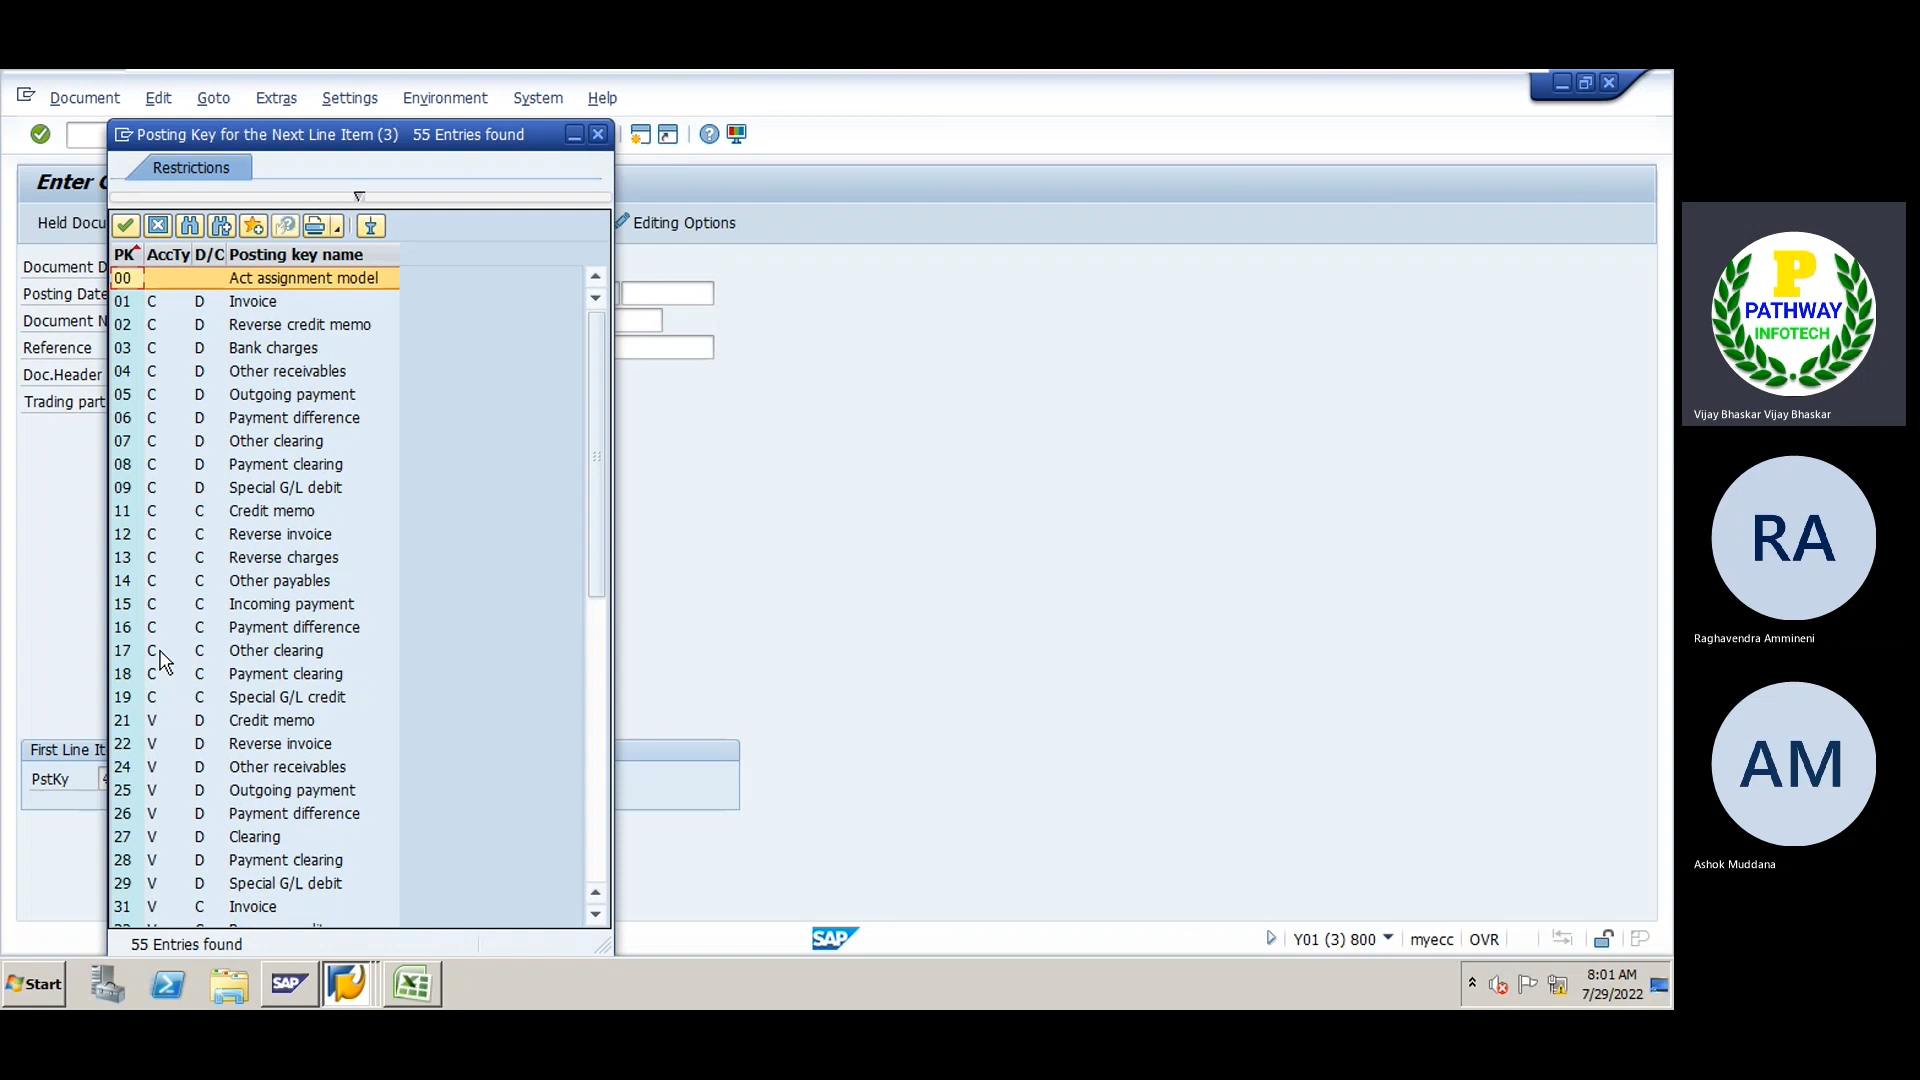 Document Edit Goto Extras Settings Environment System Help
Posting Key for the Next Line Item (3) 55 Entries found
Restrictions
Enter
Held Docu
Editing Options
Document D
Posting Date
Document N
Reference
Doc.Header
Trading part
PK AccTy D/C Posting key name
00 Act assignment model
01 C D Invoice
02 C D Reverse credit memo
03 C D Bank charges
04 C D Other receivables
05 C D Outgoing payment
06 C D Payment difference
07 C D Other clearing
08 C D Payment clearing
09 C D Special G/L debit
11 C C Credit memo
12 C C Reverse invoice
13 C C Reverse charges
14 C C Other payables
15 C C Incoming payment
16 C C Payment difference
17 C C Other clearing
18 C C Payment clearing
19 C C Special G/L credit
21 V D Credit memo
22 V D Reverse invoice
24 V D Other receivables
25 V D Outgoing payment
26 V D Payment difference
27 V D Clearing
28 V D Payment clearing
29 V D Special G/L debit
31 V C Invoice
55 Entries found
First Line It
PstKy
SAP
Y01 (3) 800 myecc OVR
Start
SAP
8:01 AM
7/29/2022
P
PATHWAY
INFOTECH
Vijay Bhaskar Vijay Bhaskar
RA
Raghavendra Ammineni
AM
Ashok Muddana